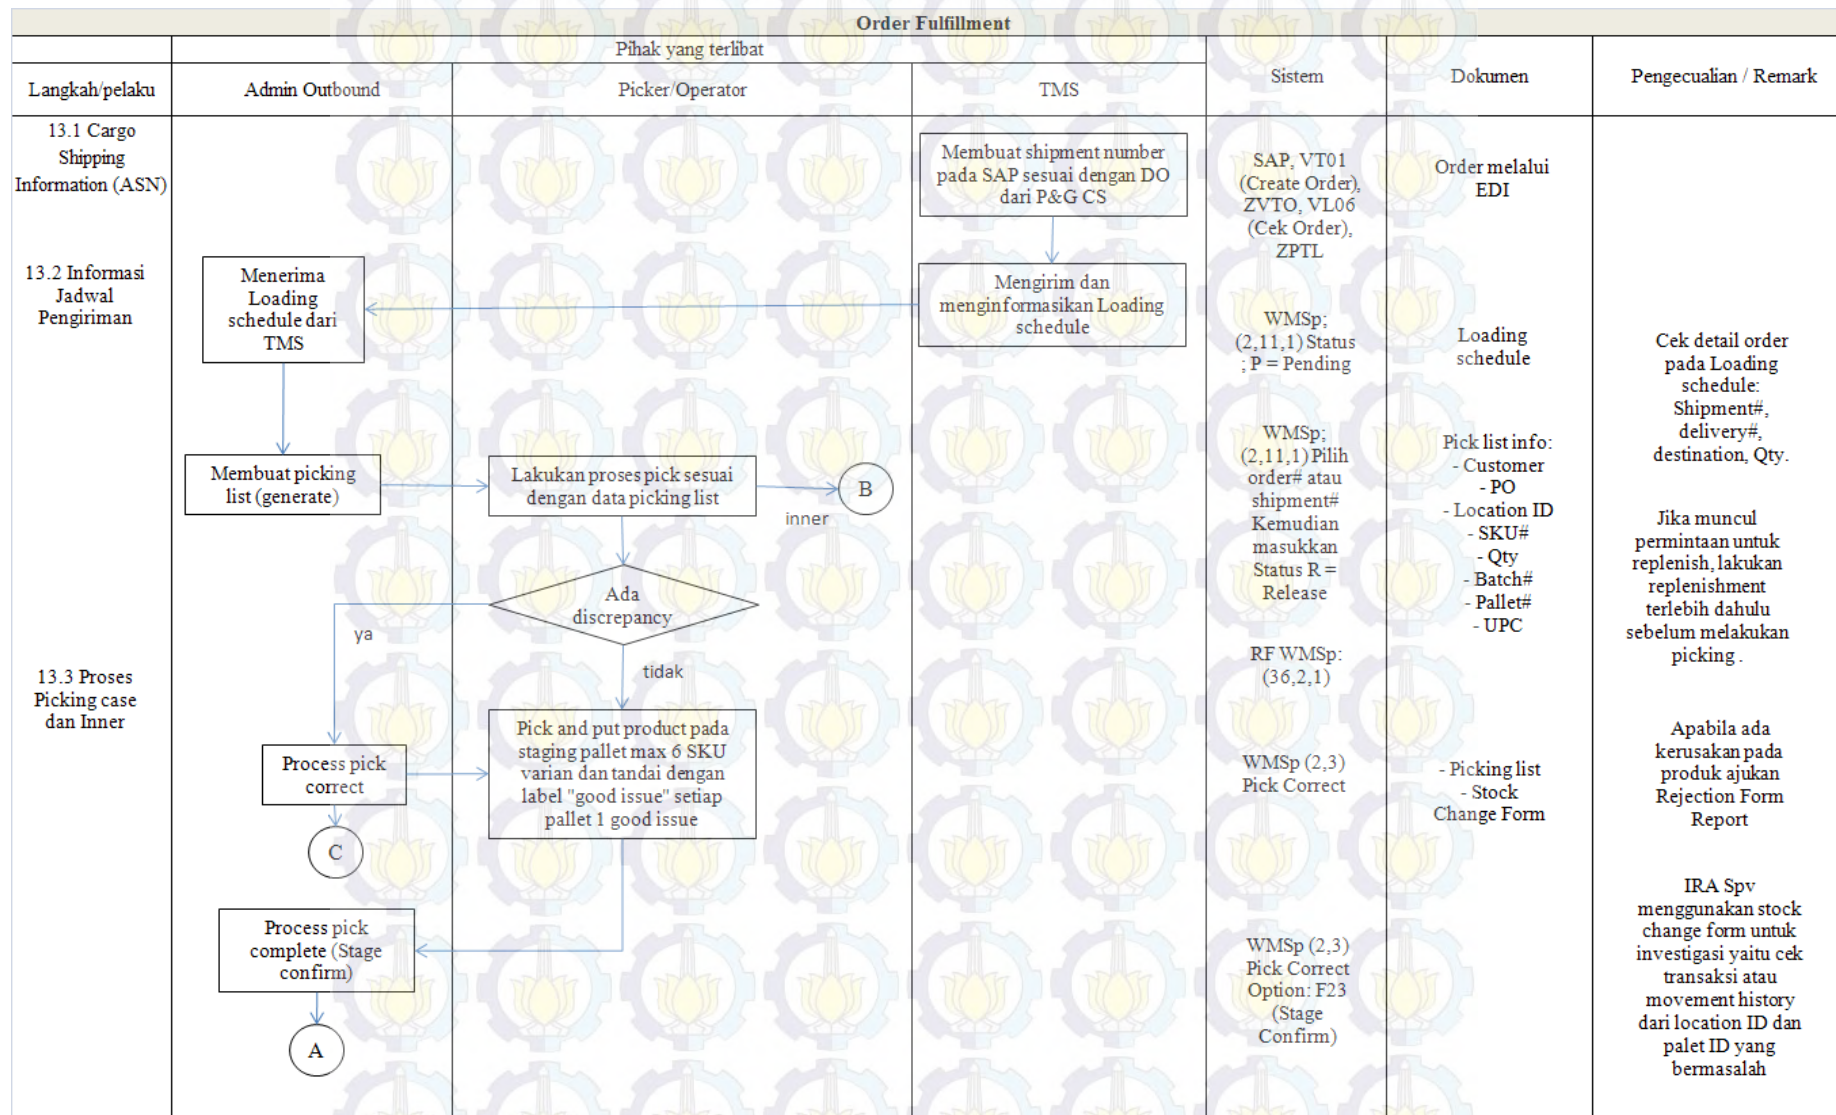 Order Fulfillment
Pihak yang terlibat
Langkah/pelaku
Admin Outbound
Picker/Operator
TMS
Sistem
Dokumen
Pengecualian / Remark
13.1 Cargo
Shipping
Information (ASN)
Membuat shipment number
pada SAP sesuai dengan DO
dari P&G CS
SAP, VT01
(Create Order),
ZVTO, VL06
(Cek Order),
ZPTL
Order melalui
EDI
13.2 Informasi
Jadwal
Pengiriman
Menerima
Loading
schedule dari
TMS
Mengirim dan
menginformasikan Loading
schedule
WMSp;
(2,11,1) Status
; P = Pending
Loading
schedule
Cek detail order
pada Loading
schedule:
Shipment#,
delivery#,
destination, Qty.
Membuat picking
list (generate)
Lakukan proses pick sesuai
dengan data picking list
inner
B
WMSp;
(2,11,1) Pilih
order# atau
shipment#
Kemudian
masukkan
Status R =
Release
Pick list info:
- Customer
- PO
- Location ID
- SKU#
- Qty
- Batch#
- Pallet#
- UPC
Jika muncul
permintaan untuk
replenish, lakukan
replenishment
terlebih dahulu
sebelum melakukan
picking .
Ada
discrepancy
ya
tidak
RF WMSp:
(36,2,1)
13.3 Proses
Picking case
dan Inner
Process pick
correct
C
Pick and put product pada
staging pallet max 6 SKU
varian dan tandai dengan
label "good issue" setiap
pallet 1 good issue
WMSp (2,3)
Pick Correct
- Picking list
- Stock
Change Form
Apabila ada
kerusakan pada
produk ajukan
Rejection Form
Report
Process pick
complete (Stage
confirm)
A
WMSp (2,3)
Pick Correct
Option: F23
(Stage
Confirm)
IRA Spv
menggunakan stock
change form untuk
investigasi yaitu cek
transaksi atau
movement history
dari location ID dan
palet ID yang
bermasalah